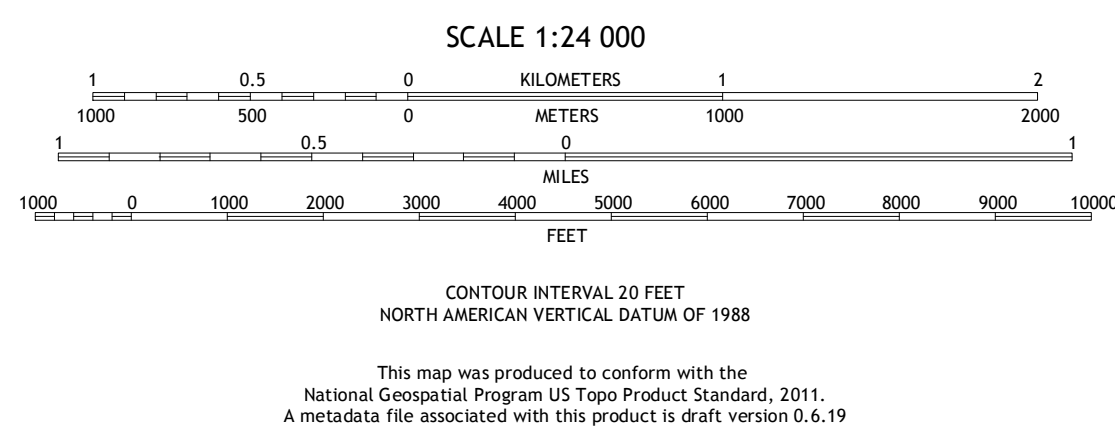 SCALE 1:24 000
1 0.5 0 KILOMETERS 1 2
1000 500 0 METERS 1000 2000
1 0.5 0 1
MILES
1000 0 1000 2000 3000 4000 5000 6000 7000 8000 9000 10000
FEET
CONTOUR INTERVAL 20 FEET
NORTH AMERICAN VERTICAL DATUM OF 1988
This map was produced to conform with the
National Geospatial Program US Topo Product Standard, 2011.
A metadata file associated with this product is draft version 0.6.19